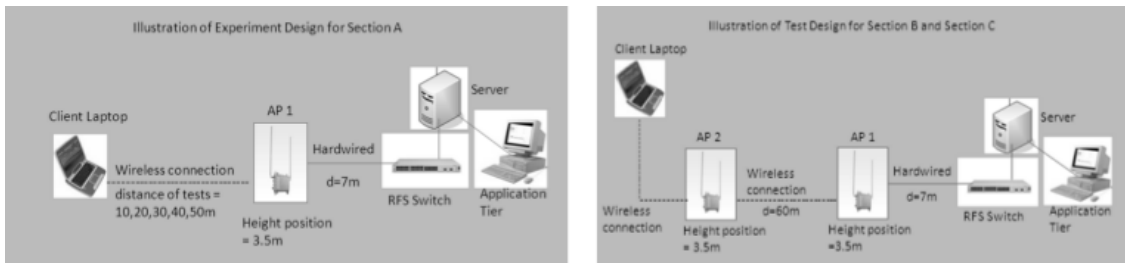 Illustration of Experiment Design for Section A
Server
AP 1
Client Laptop
Hardwired
Wireless connection
d=7m
distance of tests =
10,20,30,40,50m
RFS Switch
Application
Tier
Height position
= 3.5m
Illustration of Test Design for Section B and Section C
Client Laptop
Server
AP 2
AP 1
Hardwired
Wireless
connection
d=7m
d=60m
Wireless
connection
RFS Switch
Application
Tier
Height position
= 3.5m
Height position
=3.5m